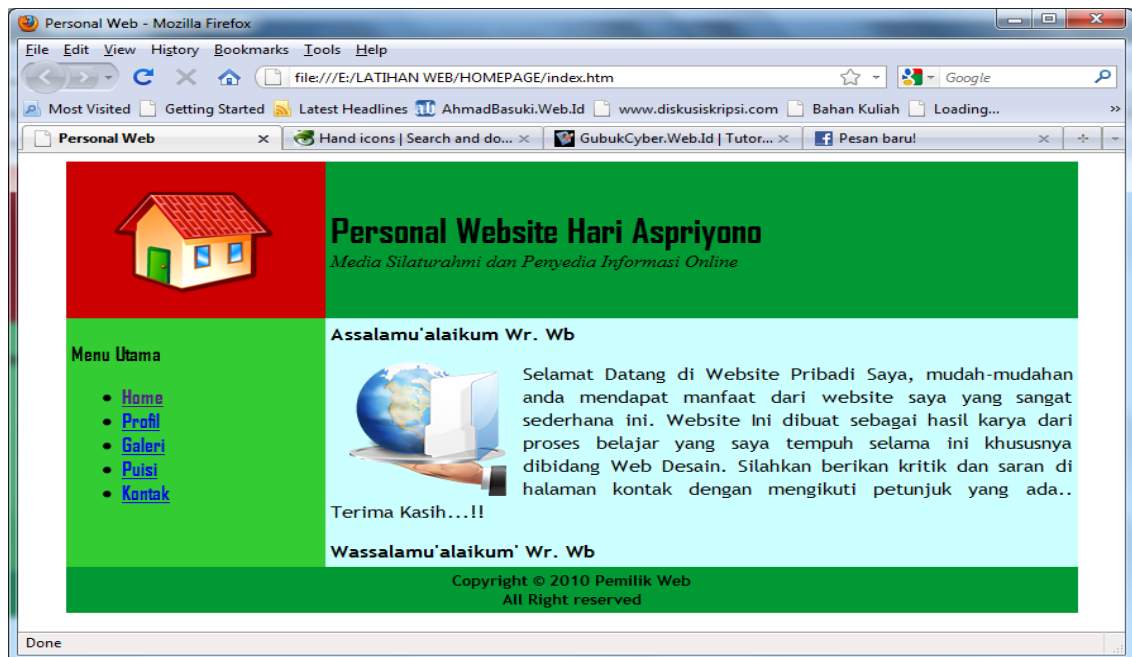 Personal Web - Mozilla Firefox
File Edit View History Bookmarks Tools Help
file:///E:/LATIHAN WEB/HOMEPAGE/index.htm
Google
Most Visited Getting Started Latest Headlines AhmadBasuki.Web.Id www.diskusiskripsi.com Bahan Kuliah Loading... »
Personal Web Hand icons | Search and do... GubukCyber.Web.Id | Tutor... Pesan baru!
Personal Website Hari Aspriyono
Media Silaturahmi dan Penyedia Informasi Online
Menu Utama
Home
Profil
Galeri
Puisi
Kontak
Assalamu'alaikum Wr. Wb
Selamat Datang di Website Pribadi Saya, mudah-mudahan
anda mendapat manfaat dari website saya yang sangat
sederhana ini. Website Ini dibuat sebagai hasil karya dari
proses belajar yang saya tempuh selama ini khususnya
dibidang Web Desain. Silahkan berikan kritik dan saran di
halaman kontak dengan mengikuti petunjuk yang ada..
Terima Kasih...!!
Wassalamu'alaikum' Wr. Wb
Copyright © 2010 Pemilik Web
All Right reserved
Done